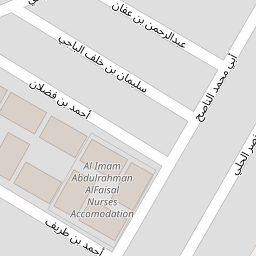 عبدالرحمن بن عفان
سليمان بن خلف الباجي
أبي محمد الناصح
أحمد بن فضلان
Al Imam
Abdulrahman
AlFaisal
Nurses
Accomodation
أحمد بن طريف